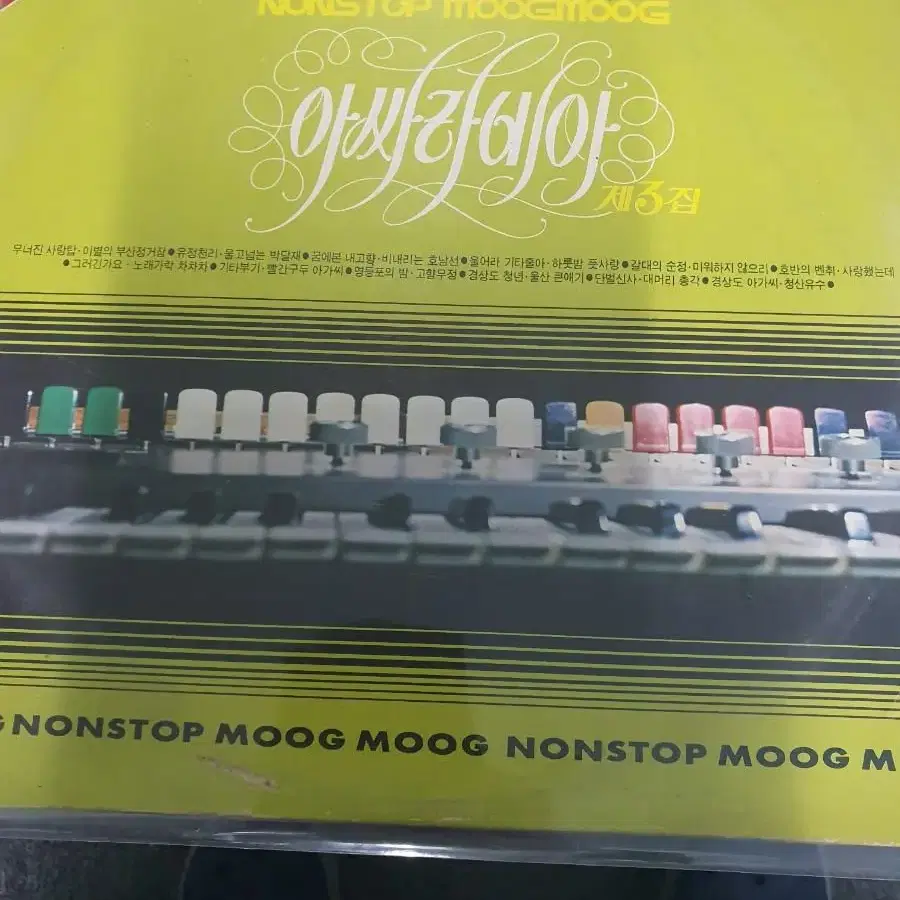 NONSTOP MOOGMOOG
아싸라비아
제3집
무너진 사랑탑·이별의 부산정거장●유정천리·울고넘는 박달재●꿈에본 내고향·비내리는 호남선●울어라 기타줄아·하룻밤 풋사랑●갈대의 순정·미워하지 않으리●호반의 벤취·사랑했는데
●그러긴가요·노래가락 차차차●기타부기·빨간구두 아가씨●영등포의 밤·고향무정●경상도 청년·울산 큰애기●단벌신사·대머리 총각●경상도 아가씨·청산유수●
G NONSTOP MOOG MOOG NONSTOP MOOG M